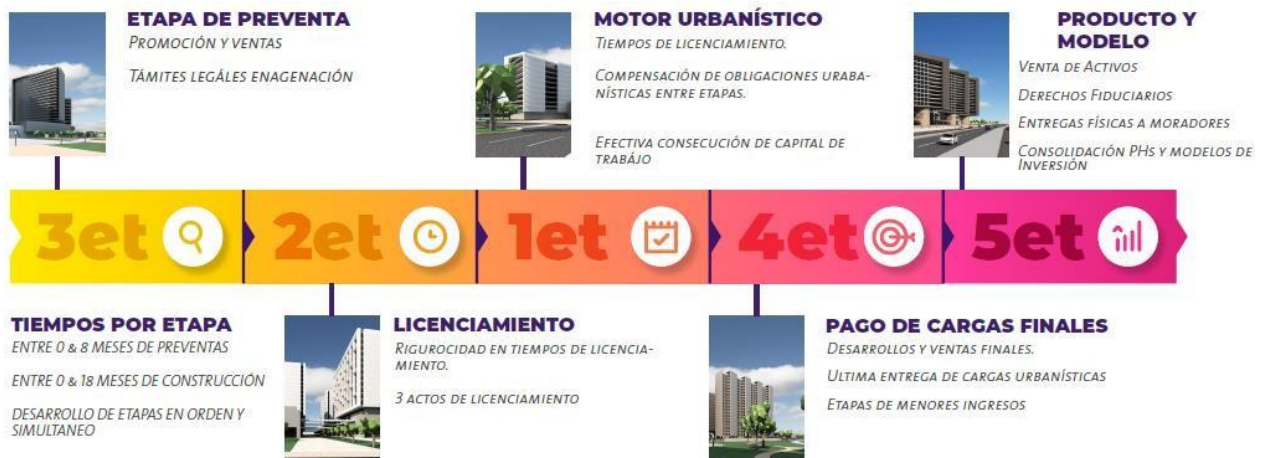 ETAPA DE PREVENTA
PROMOCIÓN Y VENTAS
TÁMITES LEGÁLES ENAGENACIÓN
MOTOR URBANÍSTICO
TIEMPOS DE LICENCIAMIENTO.
COMPENSACIÓN DE OBLIGACIONES URABA-
NÍSTICAS ENTRE ETAPAS.
EFECTIVA CONSECUCIÓN DE CAPITAL DE
TRABÁJO
PRODUCTO Y
MODELO
VENTA DE ACTIVOS
DERECHOS FIDUCIARIOS
ENTREGAS FÍSICAS A MORADORES
CONSOLIDACIÓN PHS Y MODELOS DE
INVERSIÓN
3et
2et
1et
4et
5et
TIEMPOS POR ETAPA
ENTRE 0 & 8 MESES DE PREVENTAS
ENTRE 0 & 18 MESES DE CONSTRUCCIÓN
DESARROLLO DE ETAPAS EN ORDEN Y
SIMULTANEO
LICENCIAMIENTO
RIGUROCIDAD EN TIEMPOS DE LICENCIA-
MIENTO.
3 ACTOS DE LICENCIAMIENTO
PAGO DE CARGAS FINALES
DESARROLLOS Y VENTAS FINALES.
ULTIMA ENTREGA DE CARGAS URBANÍSTICAS
ETAPAS DE MENORES INGRESOS